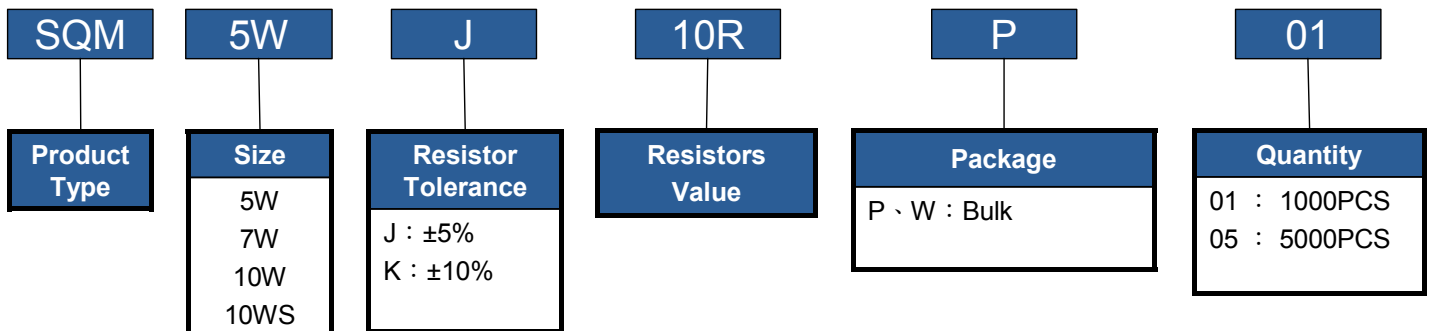 SQM 5W J 10R P 01
Product
Type
Size
5W
7W
10W
10WS
Resistor
Tolerance
J：±5%
K：±10%
Resistors
Value
Package
P、W：Bulk
Quantity
01 ： 1000PCS
05 ： 5000PCS